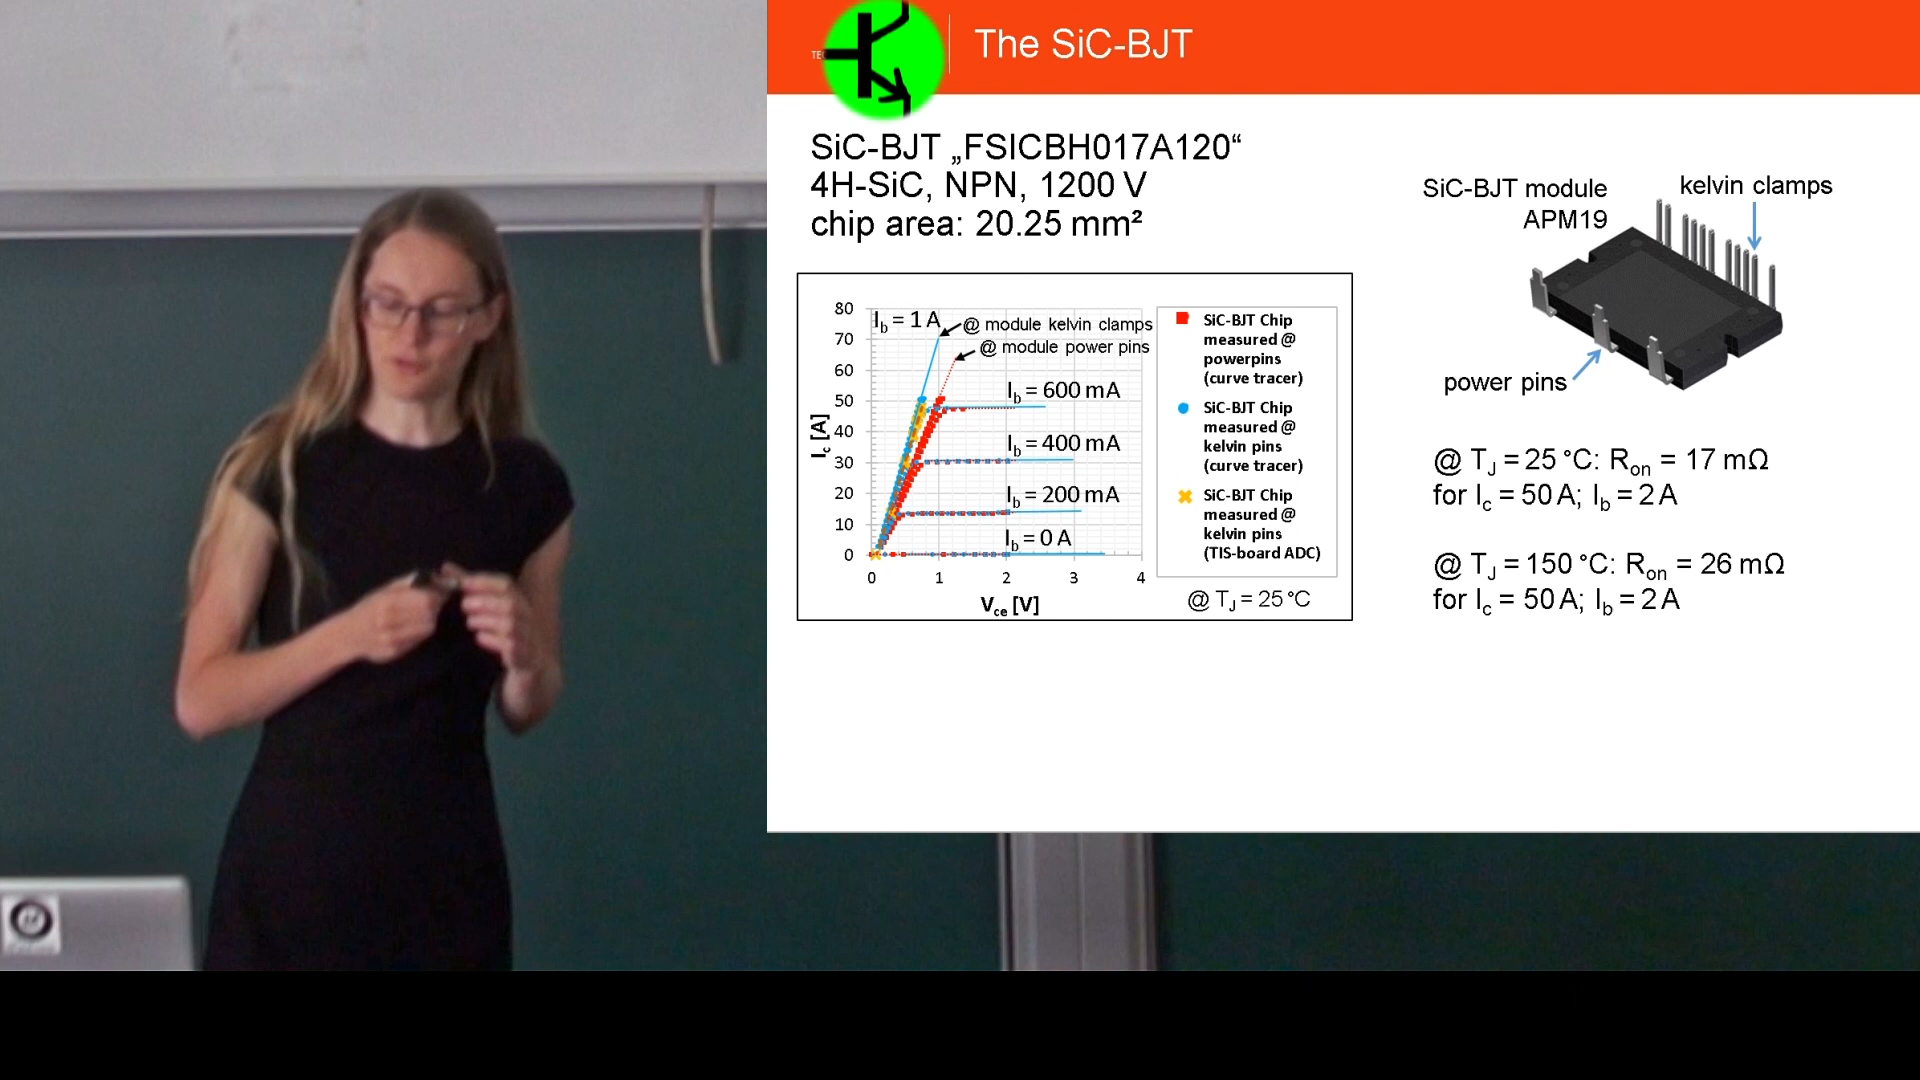 The SiC-BJT
SiC-BJT „FSICBH017A120“
4H-SiC, NPN, 1200 V
chip area: 20.25 mm²
SiC-BJT module
APM19
kelvin clamps
power pins
80
70
60
50
40
30
20
10
0
0 1 2 3 4
Ic [A]
Vce [V]
Ib = 1 A
@ module kelvin clamps
@ module power pins
Ib = 600 mA
Ib = 400 mA
Ib = 200 mA
Ib = 0 A
SiC-BJT Chip
measured @
powerpins
(curve tracer)
SiC-BJT Chip
measured @
kelvin pins
(curve tracer)
SiC-BJT Chip
measured @
kelvin pins
(TIS-board ADC)
@ TJ = 25 °C
@ TJ = 25 °C: Ron = 17 mΩ
for Ic = 50 A; Ib = 2 A
@ TJ = 150 °C: Ron = 26 mΩ
for Ic = 50 A; Ib = 2 A